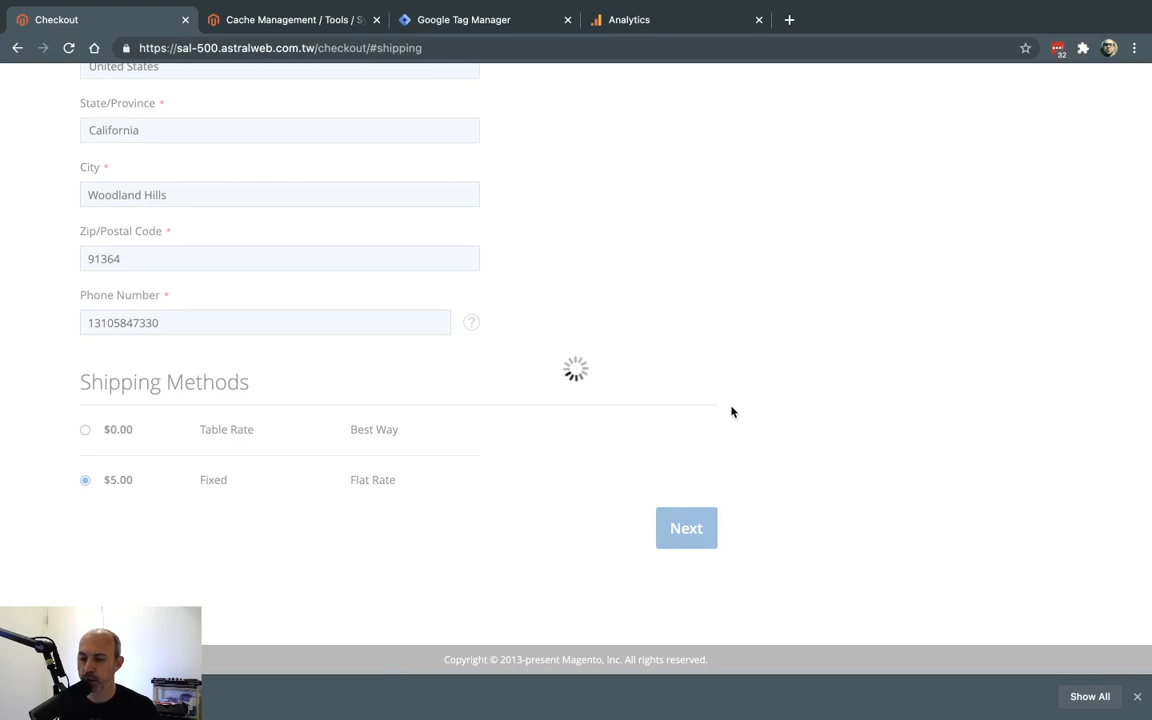 Checkout
Cache Management / Tools / Sy
Google Tag Manager
Analytics
https://sal-500.astralweb.com.tw/checkout/#shipping
32
United States
State/Province *
California
City *
Woodland Hills
Zip/Postal Code *
91364
Phone Number *
13105847330
?
Shipping Methods
$0.00 Table Rate Best Way
$5.00 Fixed Flat Rate
Next
Copyright © 2013-present Magento, Inc. All rights reserved.
Show All